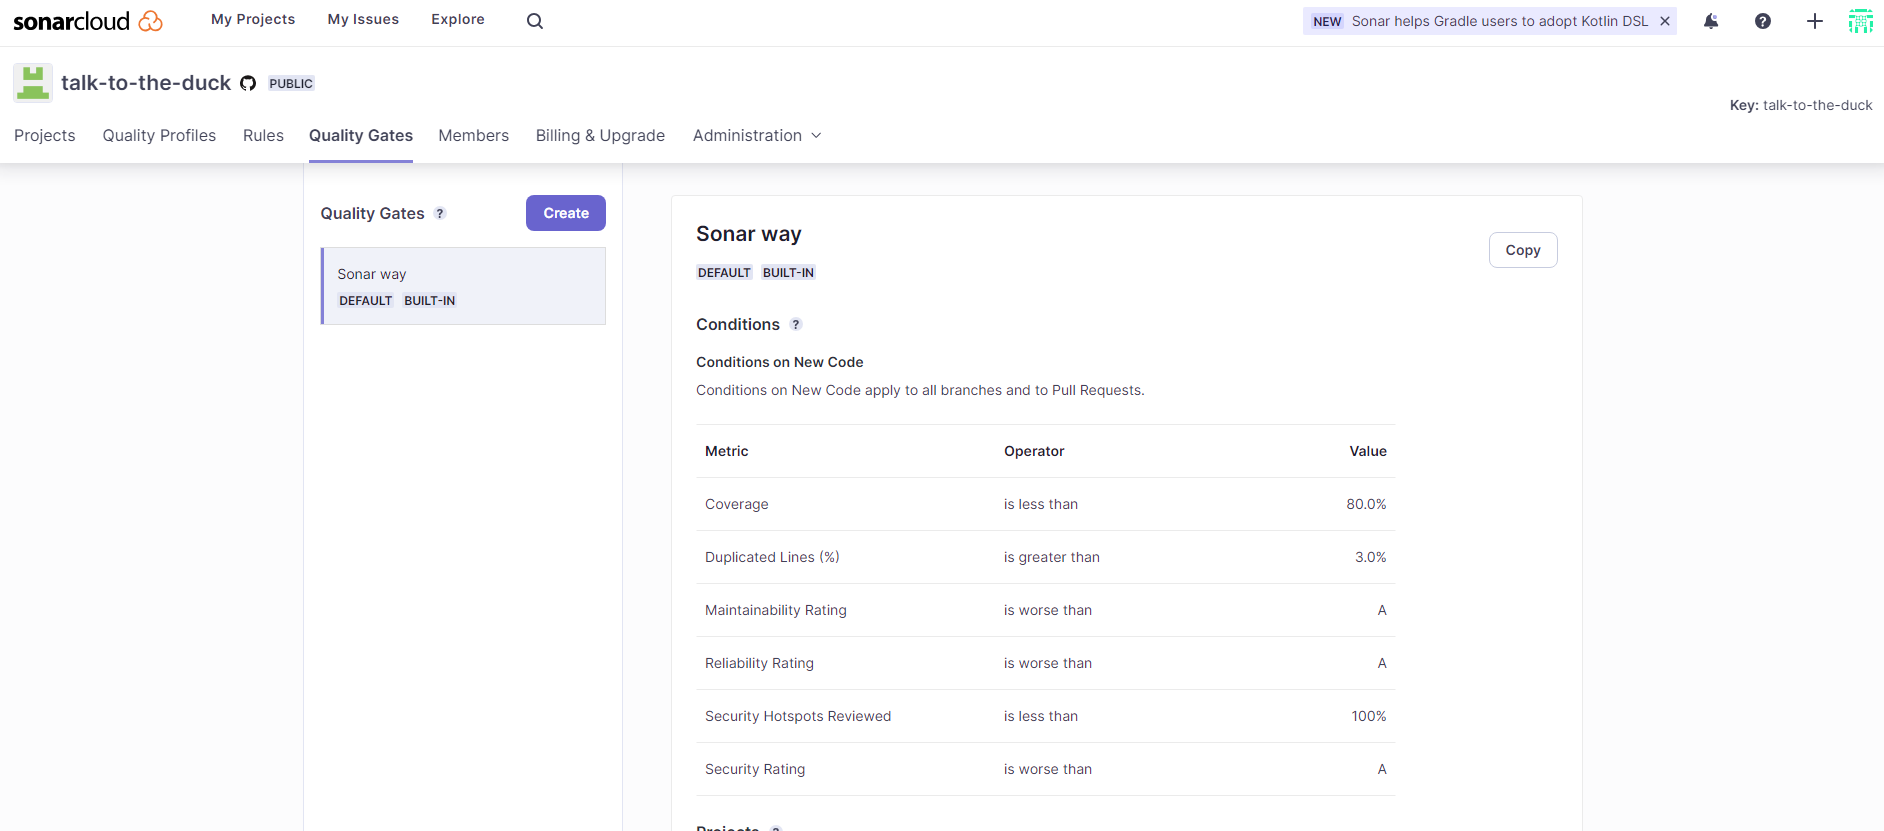 sonarcloud
My Projects
My Issues
Explore
NEW Sonar helps Gradle users to adopt Kotlin DSL
talk-to-the-duck PUBLIC
Key: talk-to-the-duck
Projects
Quality Profiles
Rules
Quality Gates
Members
Billing & Upgrade
Administration
Quality Gates ?
Create
Sonar way
DEFAULT BUILT-IN
Sonar way
DEFAULT BUILT-IN
Copy
Conditions ?
Conditions on New Code
Conditions on New Code apply to all branches and to Pull Requests.
Metric Operator Value
Coverage is less than 80.0%
Duplicated Lines (%) is greater than 3.0%
Maintainability Rating is worse than A
Reliability Rating is worse than A
Security Hotspots Reviewed is less than 100%
Security Rating is worse than A
Projects ?